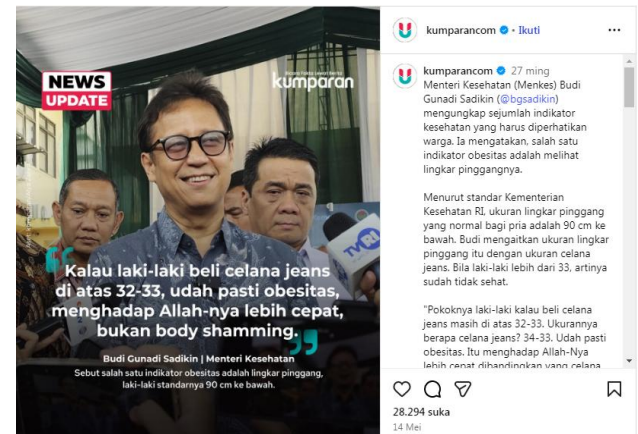 NEWS
UPDATE
kumparan
TVRI
"Kalau laki-laki beli celana jeans
di atas 32-33, udah pasti obesitas,
menghadap Allah-nya lebih cepat,
bukan body shamming."
Budi Gunadi Sadikin | Menteri Kesehatan
Sebut salah satu indikator obesitas adalah lingkar pinggang,
laki-laki standarnya 90 cm ke bawah.
kumparancom • Ikuti
kumparancom 27 ming
Menteri Kesehatan (Menkes) Budi
Gunadi Sadikin (@bgsadikin)
mengungkap sejumlah indikator
kesehatan yang harus diperhatikan
warga. Ia mengatakan, salah satu
indikator obesitas adalah melihat
lingkar pinggangnya.
Menurut standar Kementerian
Kesehatan RI, ukuran lingkar pinggang
yang normal bagi pria adalah 90 cm ke
bawah. Budi mengaitkan ukuran lingkar
pinggang itu dengan ukuran celana
jeans. Bila laki-laki lebih dari 33, artinya
sudah tidak sehat.
"Pokoknya laki-laki kalau beli celana
jeans masih di atas 32-33. Ukurannya
berapa celana jeans? 34-33. Udah pasti
obesitas. Itu menghadap Allah-Nya
lebih cepat dibandingkan yang celana
28.294 suka
14 Mei